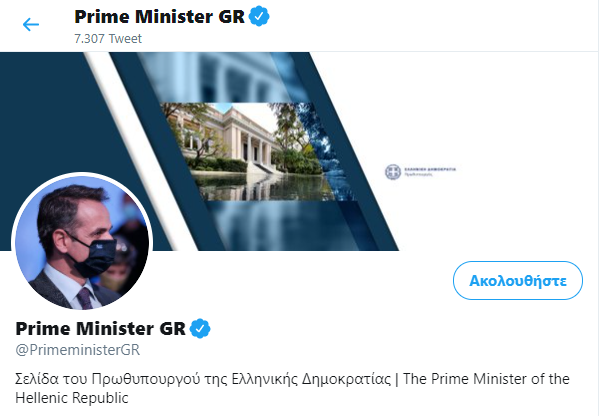 Prime Minister GR
7.307 Tweet
ΕΛΛΗΝΙΚΗ ΔΗΜΟΚΡΑΤΙΑ
Πρωθυπουργός
Ακολουθήστε
Prime Minister GR
@PrimeministerGR
Σελίδα του Πρωθυπουργού της Ελληνικής Δημοκρατίας | The Prime Minister of the
Hellenic Republic